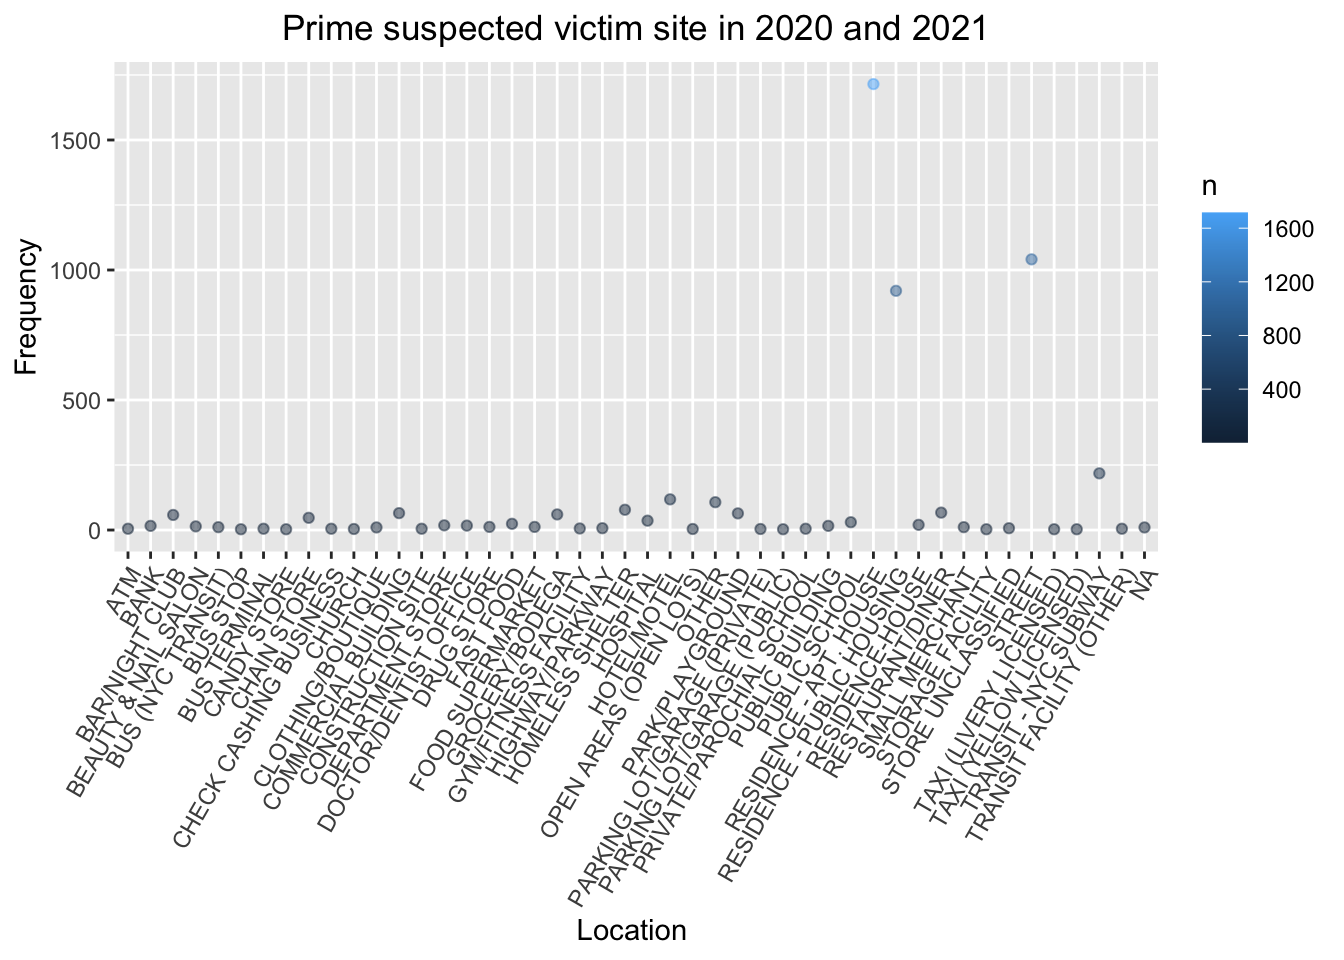 Prime suspected victim site in 2020 and 2021
Frequency
1500
1000
500
0
n
1600
1200
800
400
ATM
BANK
BAR/NIGHT CLUB
BEAUTY & NAIL SALON
BUS (NYC TRANSIT)
BUS STOP
BUS TERMINAL
CANDY STORE
CHAIN STORE
CHECK CASHING BUSINESS
CHURCH
CLOTHING/BOUTIQUE
COMMERCIAL BUILDING
CONSTRUCTION SITE
DEPARTMENT STORE
DOCTOR/DENTIST OFFICE
DRUG STORE
FAST FOOD
FOOD SUPERMARKET
GROCERY/BODEGA
GYM/FITNESS FACILITY
HIGHWAY/PARKWAY
HOMELESS SHELTER
HOSPITAL
HOTEL/MOTEL
OPEN AREAS (OPEN LOTS)
OTHER
PARK/PLAYGROUND
PARKING LOT/GARAGE (PRIVATE)
PARKING LOT/GARAGE (PUBLIC)
PRIVATE/PAROCHIAL SCHOOL
PUBLIC BUILDING
PUBLIC SCHOOL
RESIDENCE - APT. HOUSE
RESIDENCE - PUBLIC HOUSING
RESIDENCE-HOUSE
RESTAURANT/DINER
SMALL MERCHANT
STORAGE FACILITY
STORE UNCLASSIFIED
STREET
TAXI (LIVERY LICENSED)
TAXI (YELLOW LICENSED)
TRANSIT - NYC SUBWAY
TRANSIT FACILITY (OTHER)
NA
Location